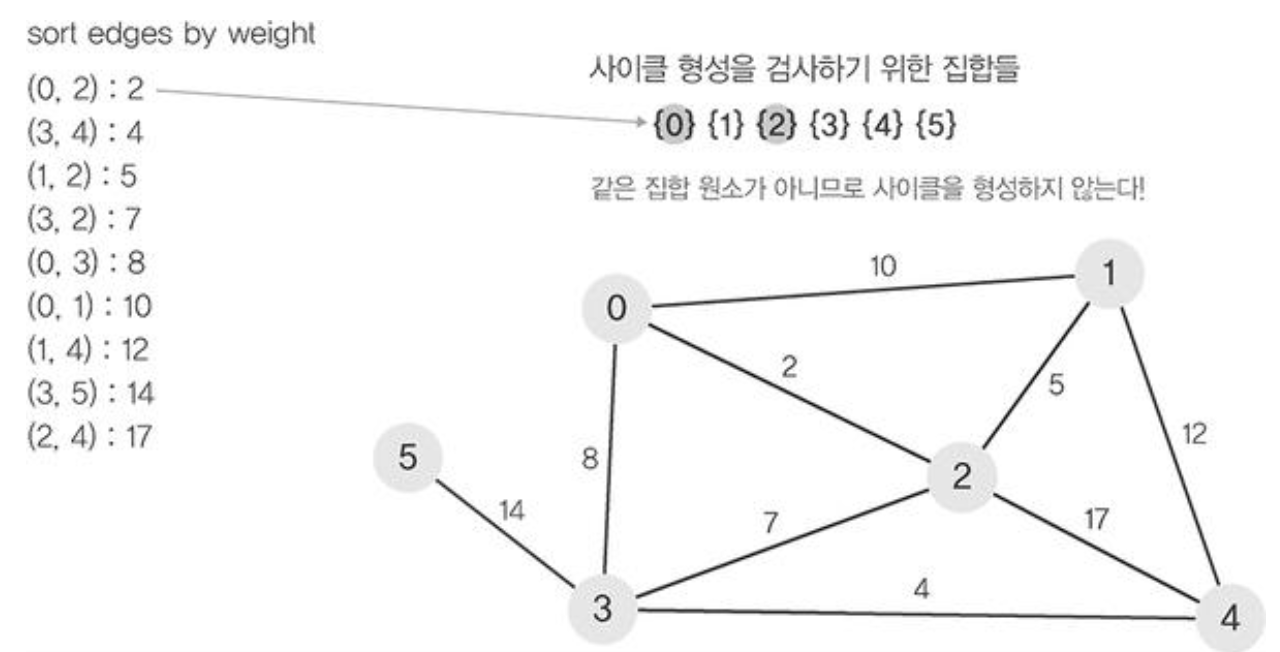 sort edges by weight
(0, 2) : 2
(3, 4) : 4
(1, 2) : 5
(3, 2) : 7
(0, 3) : 8
(0, 1) : 10
(1, 4) : 12
(3, 5) : 14
(2, 4) : 17
사이클 형성을 검사하기 위한 집합들
{0} {1} {2} {3} {4} {5}
같은 집합 원소가 아니므로 사이클을 형성하지 않는다!
10
1
0
2
5
12
5
8
2
14
7
17
4
3
4